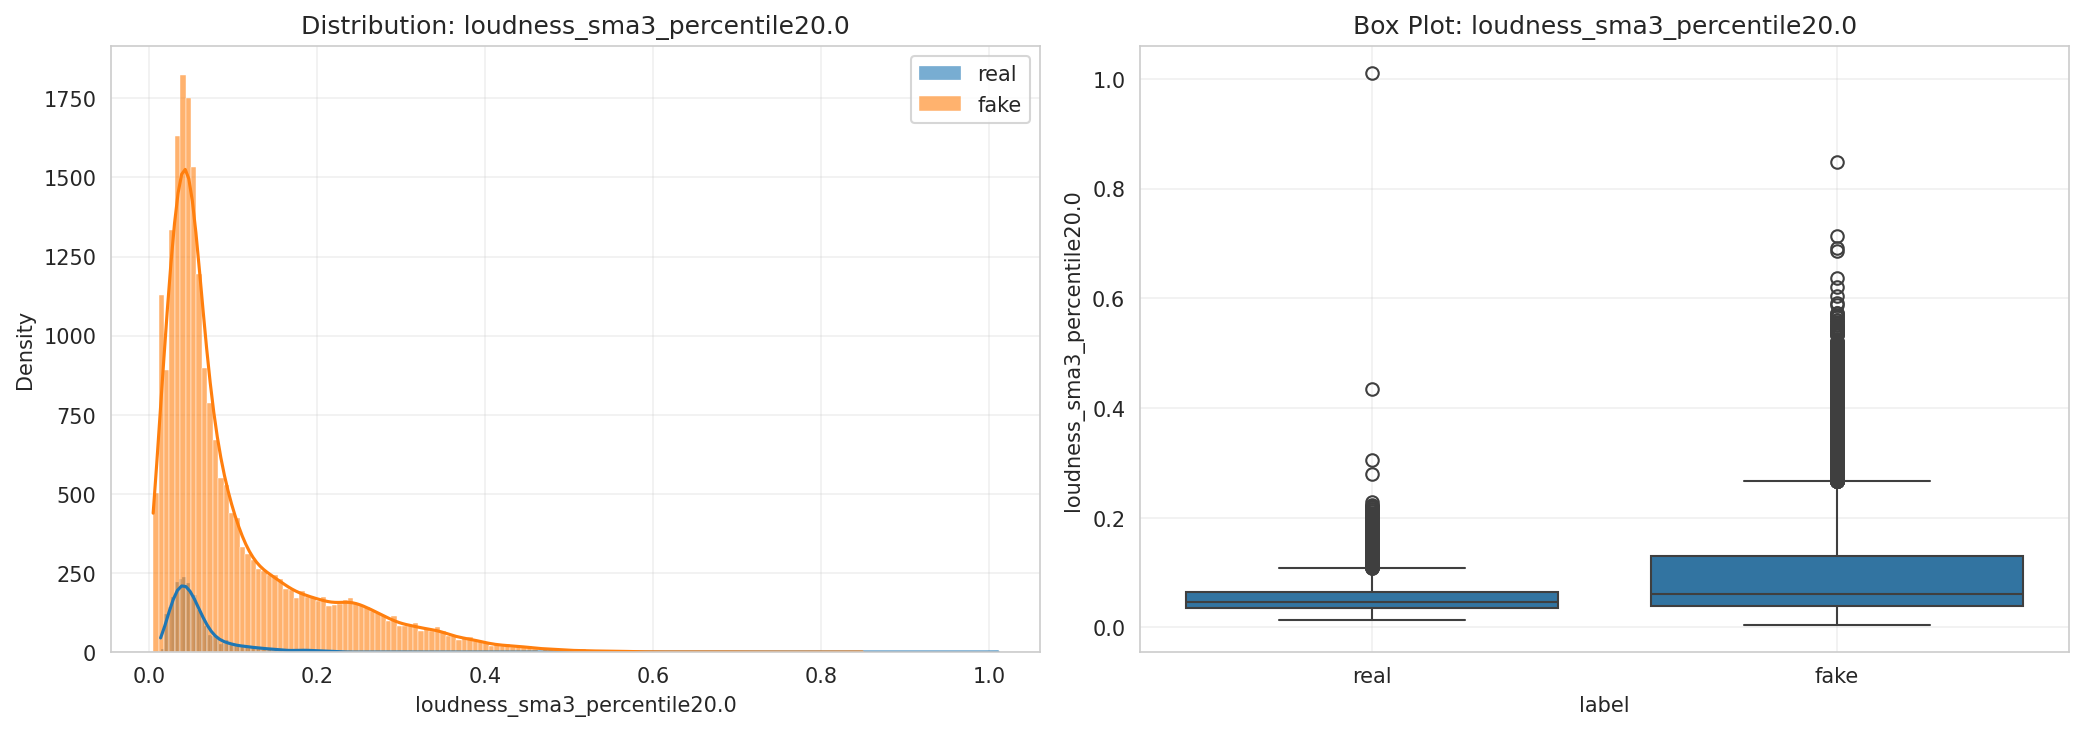 Distribution: loudness_sma3_percentile20.0
real
fake
Density
1750
1500
1250
1000
750
500
250
0
0.0 0.2 0.4 0.6 0.8 1.0
loudness_sma3_percentile20.0
Box Plot: loudness_sma3_percentile20.0
loudness_sma3_percentile20.0
1.0
0.8
0.6
0.4
0.2
0.0
real fake
label